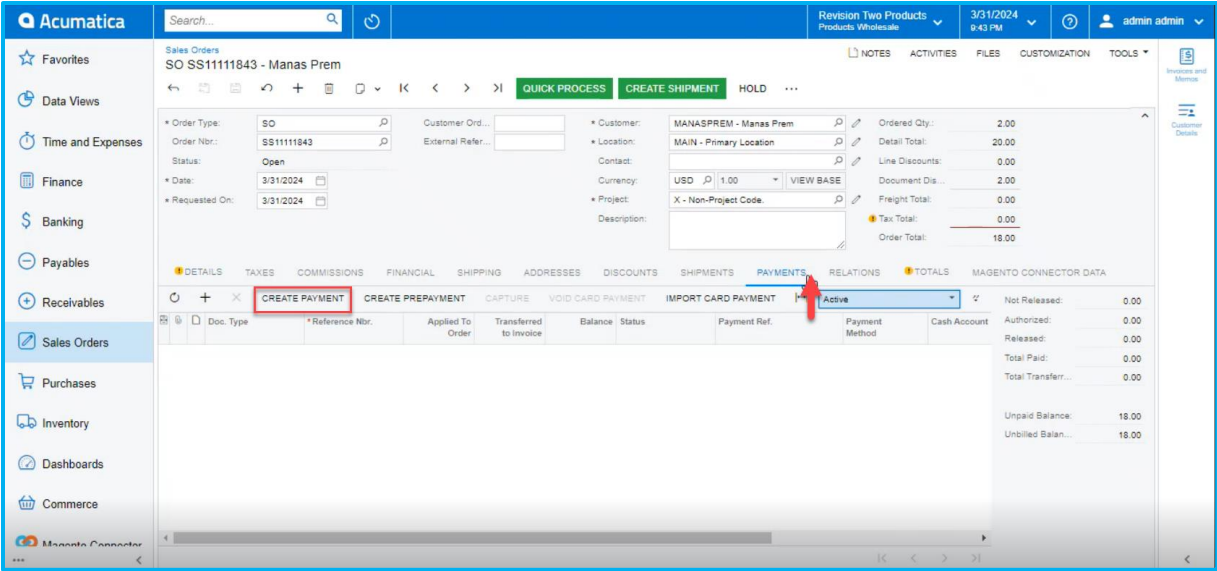 Acumatica
Search...
Revision Two Products
Products Wholesale
3/31/2024
9:43 PM
admin admin
Favorites
Data Views
Time and Expenses
Finance
Banking
Payables
Receivables
Sales Orders
Purchases
Inventory
Dashboards
Commerce
Magento Connector
Sales Orders
SO SS11111843 - Manas Prem
NOTES ACTIVITIES FILES CUSTOMIZATION TOOLS
QUICK PROCESS CREATE SHIPMENT HOLD ...
* Order Type: SO
Order Nbr.: SS11111843
Status: Open
* Date: 3/31/2024
* Requested On: 3/31/2024
Customer Ord...
External Refer...
* Customer: MANASPREM - Manas Prem
* Location: MAIN - Primary Location
Contact:
Currency: USD 1.00 VIEW BASE
* Project: X - Non-Project Code.
Description:
Ordered Qty.: 2.00
Detail Total: 20.00
Line Discounts: 0.00
Document Dis... 2.00
Freight Total: 0.00
Tax Total: 0.00
Order Total: 18.00
DETAILS TAXES COMMISSIONS FINANCIAL SHIPPING ADDRESSES DISCOUNTS SHIPMENTS PAYMENTS RELATIONS TOTALS MAGENTO CONNECTOR DATA
CREATE PAYMENT CREATE PREPAYMENT CAPTURE VOID CARD PAYMENT IMPORT CARD PAYMENT Active
Doc. Type * Reference Nbr. Applied To Order Transferred to Invoice Balance Status Payment Ref. Payment Method Cash Account
Not Released: 0.00
Authorized: 0.00
Released: 0.00
Total Paid: 0.00
Total Transferr... 0.00
Unpaid Balance: 18.00
Unbilled Balan... 18.00
Invoices and
Memos
Customer
Details